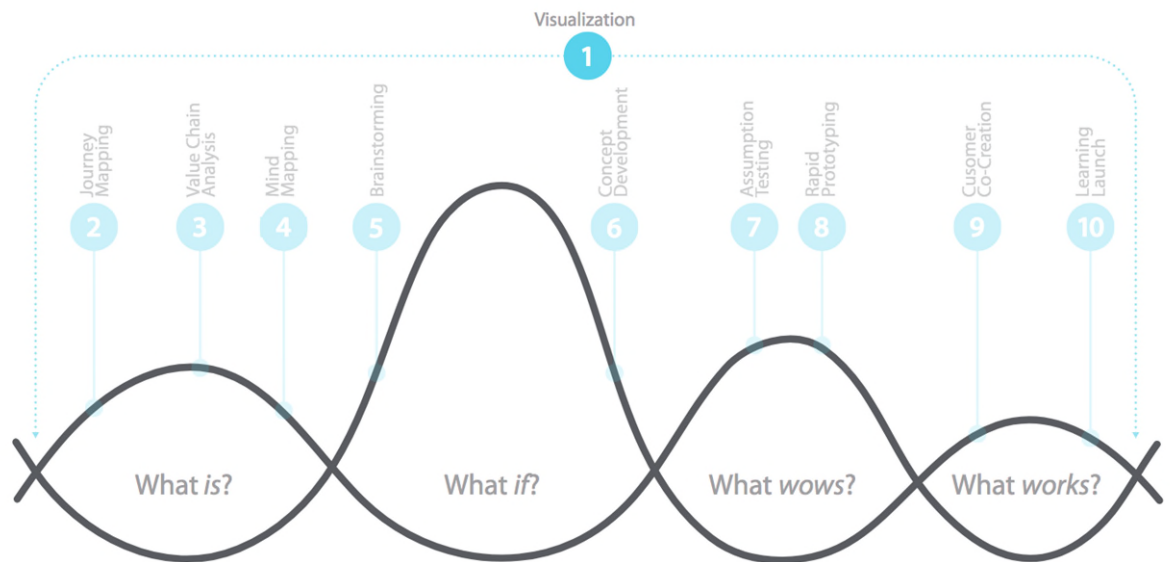 Visualization
1
Journey
Mapping
Value Chain
Analysis
Mind
Mapping
Brainstorming
Concept
Development
Assumption
Testing
Rapid
Prototyping
Cusomer
Co-Creation
Learning
Launch
2
3
4
5
6
7
8
9
10
What is?
What if?
What wows?
What works?